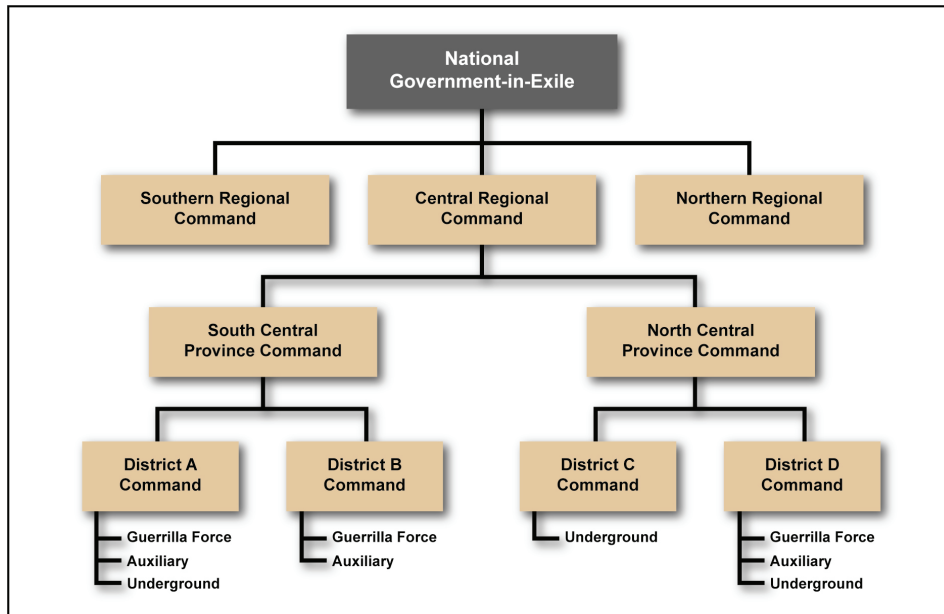 National
Government-in-Exile
Southern Regional
Command
Central Regional
Command
Northern Regional
Command
South Central
Province Command
North Central
Province Command
District A
Command
District B
Command
District C
Command
District D
Command
Guerrilla Force
Auxiliary
Underground
Guerrilla Force
Auxiliary
Underground
Guerrilla Force
Auxiliary
Underground